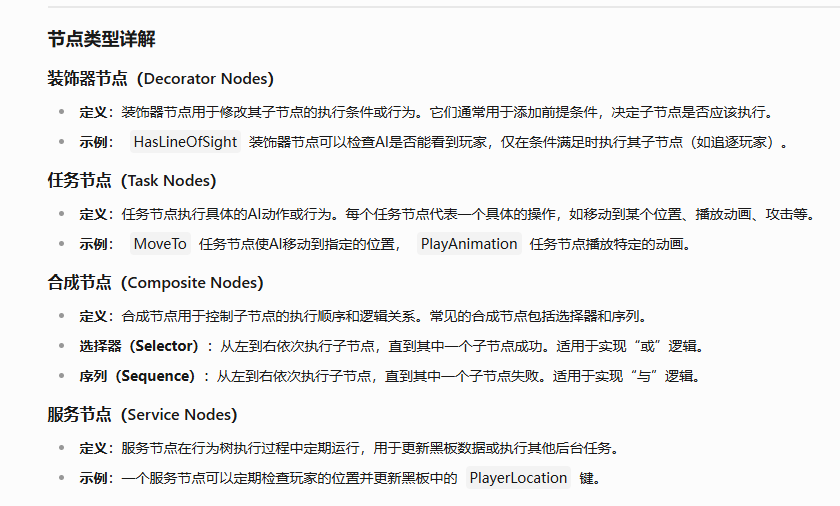 节点类型详解
装饰器节点（Decorator Nodes）
定义：装饰器节点用于修改其子节点的执行条件或行为。它们通常用于添加前提条件，决定子节点是否应该执行。
示例： HasLineOfSight 装饰器节点可以检查AI是否能看到玩家，仅在条件满足时执行其子节点（如追逐玩家）。
任务节点（Task Nodes）
定义：任务节点执行具体的AI动作或行为。每个任务节点代表一个具体的操作，如移动到某个位置、播放动画、攻击等。
示例： MoveTo 任务节点使AI移动到指定的位置， PlayAnimation 任务节点播放特定的动画。
合成节点（Composite Nodes）
定义：合成节点用于控制子节点的执行顺序和逻辑关系。常见的合成节点包括选择器和序列。
选择器（Selector）：从左到右依次执行子节点，直到其中一个子节点成功。适用于实现“或”逻辑。
序列（Sequence）：从左到右依次执行子节点，直到其中一个子节点失败。适用于实现“与”逻辑。
服务节点（Service Nodes）
定义：服务节点在行为树执行过程中定期运行，用于更新黑板数据或执行其他后台任务。
示例：一个服务节点可以定期检查玩家的位置并更新黑板中的 PlayerLocation 键。